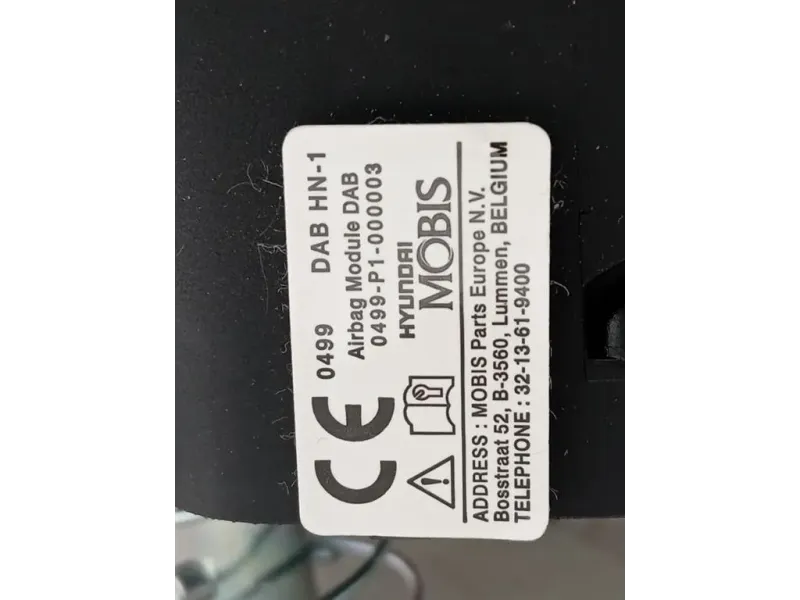 CE 0499 DAB HN-1
Airbag Module DAB
0499-P1-000003
HYUNDAI
MOBIS
ADDRESS : MOBIS Parts Europe N.V.
Bosstraat 52, B-3560, Lummen, BELGIUM
TELEPHONE : 32-13-61-9400